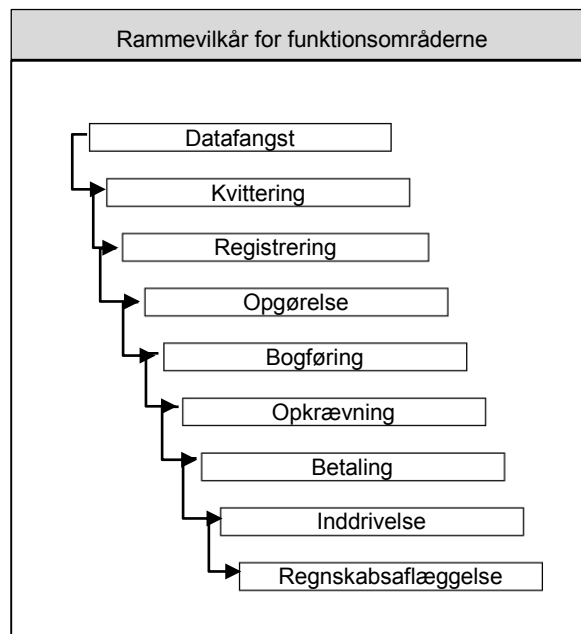 Rammevilkår for funktionsområderne
Datafangst
Kvittering
Registrering
Opgørelse
Bogføring
Opkrævning
Betaling
Inddrivelse
Regnskabsaflæggelse